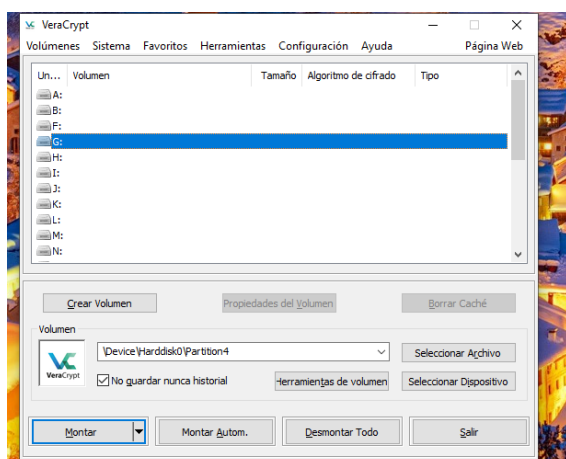 VeraCrypt
Volúmenes Sistema Favoritos Herramientas Configuración Ayuda Página Web
Un... Volumen Tamaño Algoritmo de cifrado Tipo
A:
B:
F:
G:
H:
I:
J:
K:
L:
M:
N:
Crear Volumen Propiedades del Volumen Borrar Caché
Volumen
\Device\Harddisk0\Partition4 Seleccionar Archivo
VeraCrypt No guardar nunca historial Herramientas de volumen Seleccionar Dispositivo
Montar Montar Autom. Desmontar Todo Salir